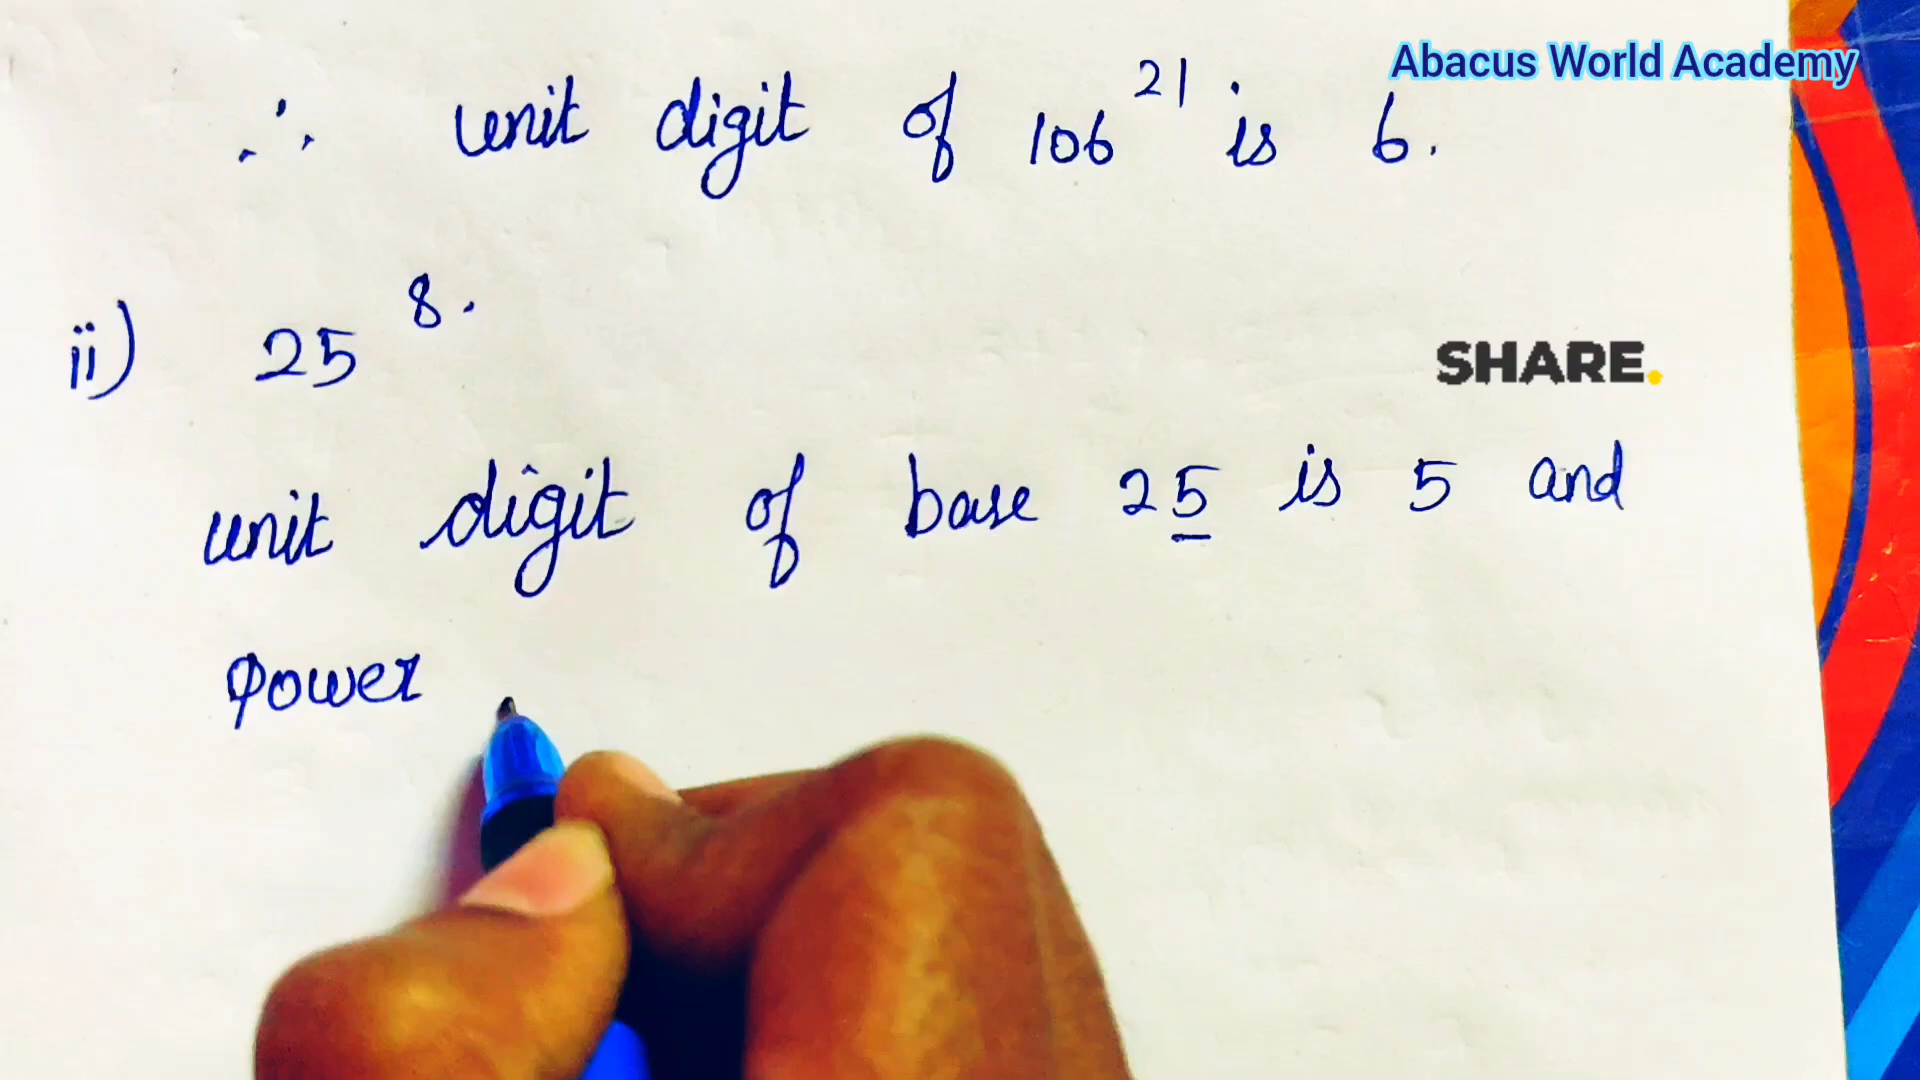 Abacus World Academy
∴ unit digit of 106²¹ is 6.
ii) 25⁸.
SHARE.
unit digit of base 25 is 5 and
power